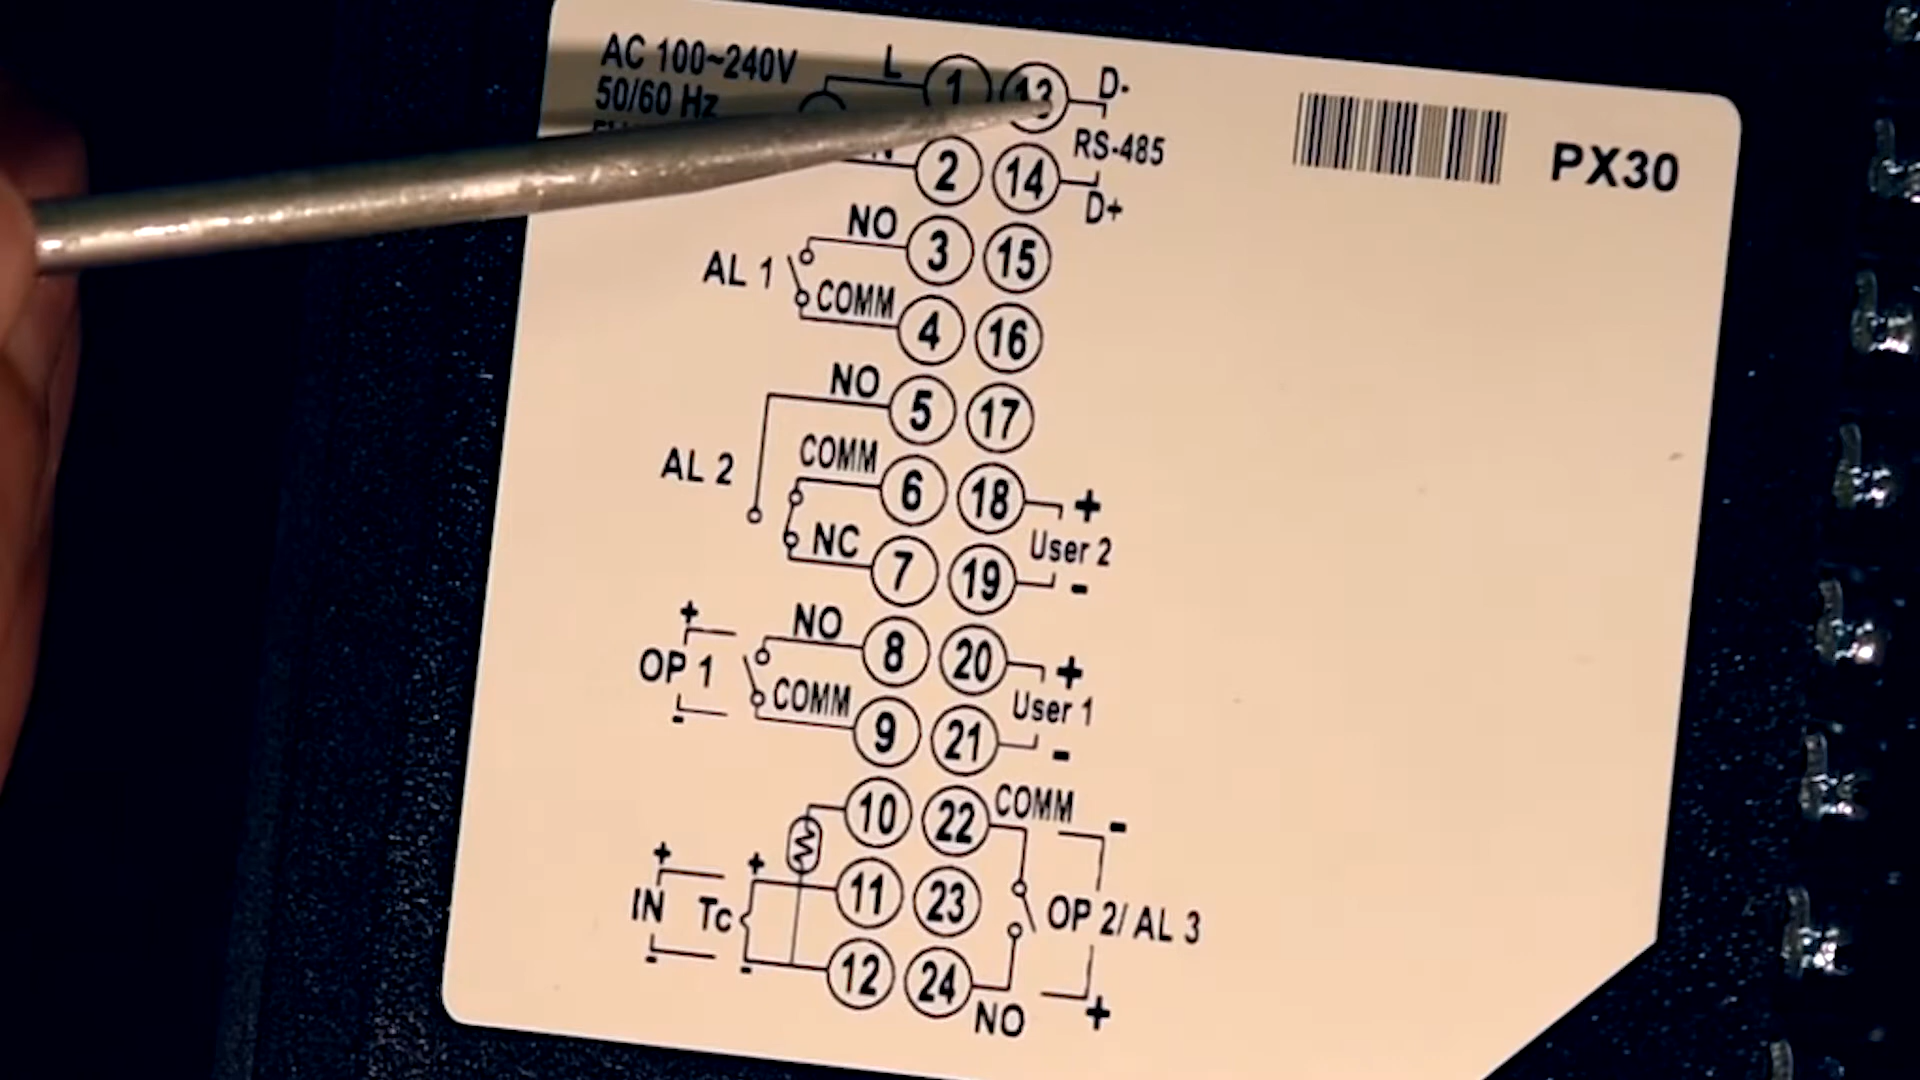 AC 100~240V
50/60 Hz
L 1 13 D-
RS-485
N 2 14 D+
NO 3 15
AL 1
COMM 4 16
NO 5 17
COMM 6 18 +
AL 2
User 2
NC 7 19 -
+ NO 8 20 +
OP 1
User 1
- COMM 9 21 -
10 22 COMM -
+ + 11 23
IN Tc
OP 2/ AL 3
- - 12 24 NO +
PX30